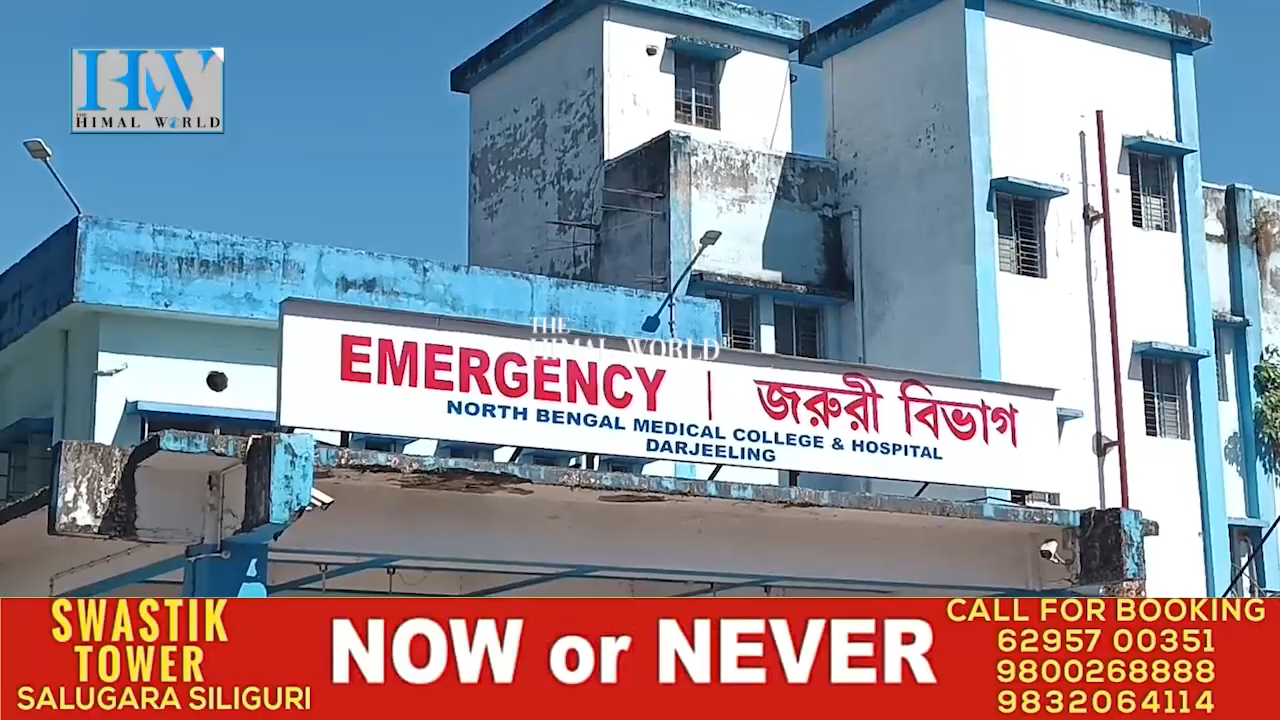 HW
THE
HIMAL WORLD
THE
HIMAL WORLD
EMERGENCY | জরুরী বিভাগ
NORTH BENGAL MEDICAL COLLEGE & HOSPITAL
DARJEELING
SWASTIK
TOWER
SALUGARA SILIGURI
NOW or NEVER
CALL FOR BOOKING
62957 00351
9800268888
9832064114